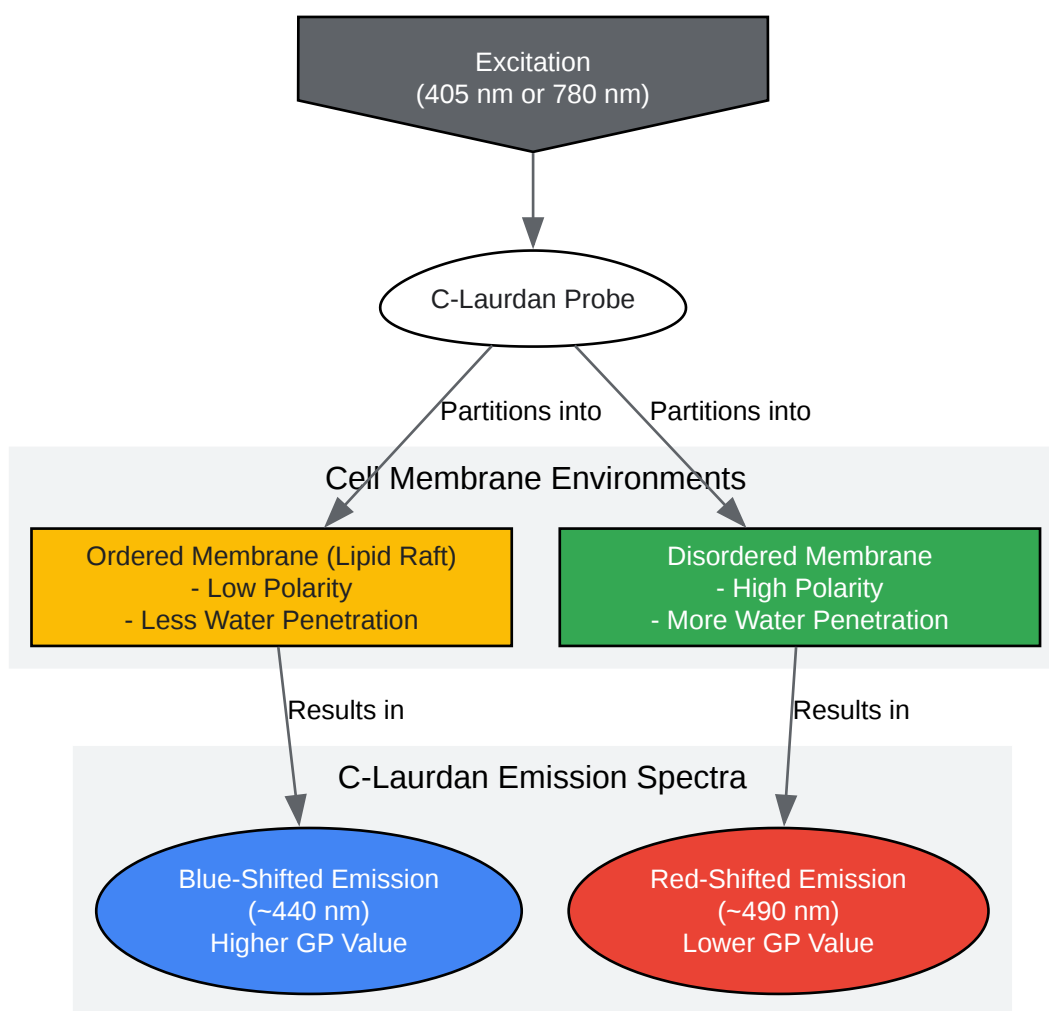 Excitation
(405 nm or 780 nm)
C-Laurdan Probe
Partitions into
Partitions into
Cell Membrane Environments
Ordered Membrane (Lipid Raft)
- Low Polarity
- Less Water Penetration
Disordered Membrane
- High Polarity
- More Water Penetration
Results in
Results in
C-Laurdan Emission Spectra
Blue-Shifted Emission
(~440 nm)
Higher GP Value
Red-Shifted Emission
(~490 nm)
Lower GP Value